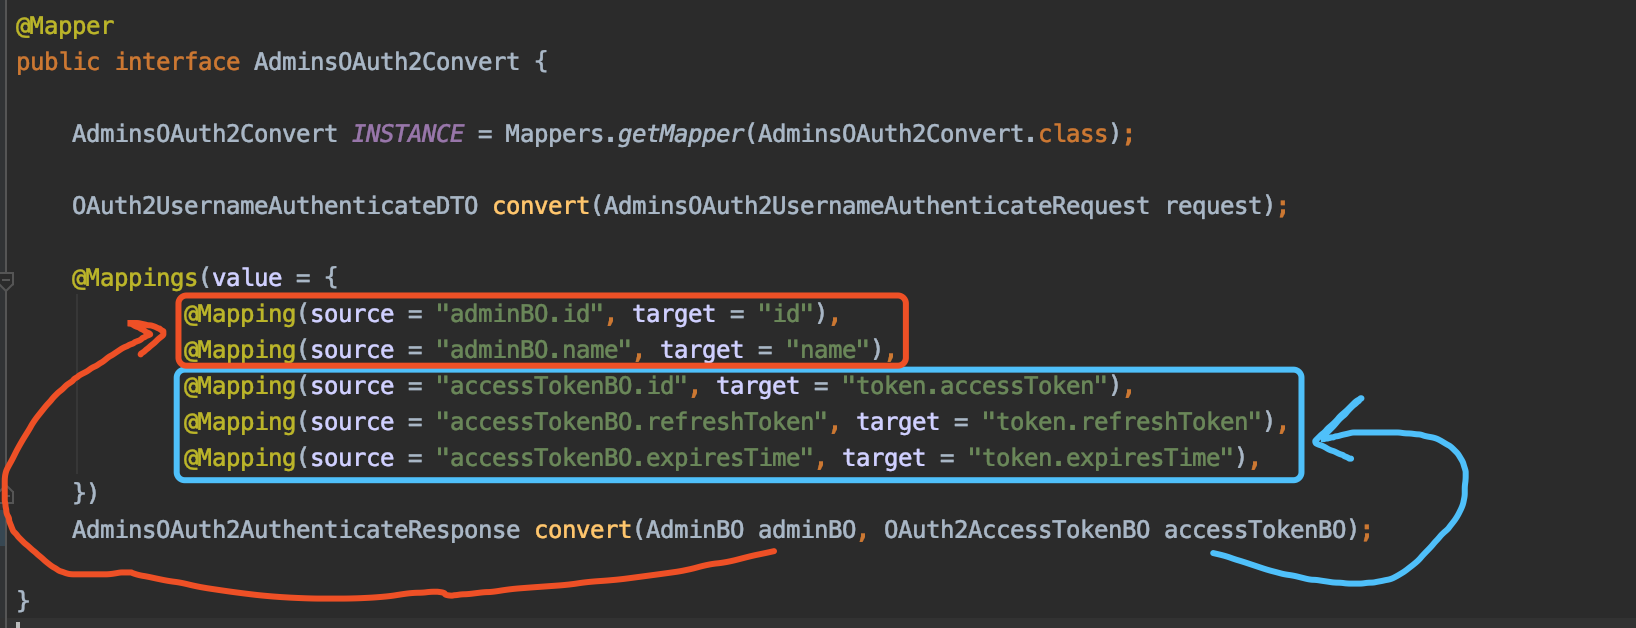 @Mapper
public interface AdminsOAuth2Convert {
AdminsOAuth2Convert INSTANCE = Mappers.getMapper(AdminsOAuth2Convert.class);
OAuth2UsernameAuthenticateDTO convert(AdminsOAuth2UsernameAuthenticateRequest request);
@Mappings(value = {
@Mapping(source = "adminBO.id", target = "id"),
@Mapping(source = "adminBO.name", target = "name"),
@Mapping(source = "accessTokenBO.id", target = "token.accessToken"),
@Mapping(source = "accessTokenBO.refreshToken", target = "token.refreshToken"),
@Mapping(source = "accessTokenBO.expiresTime", target = "token.expiresTime"),
})
AdminsOAuth2AuthenticateResponse convert(AdminBO adminBO, OAuth2AccessTokenBO accessTokenBO);
}